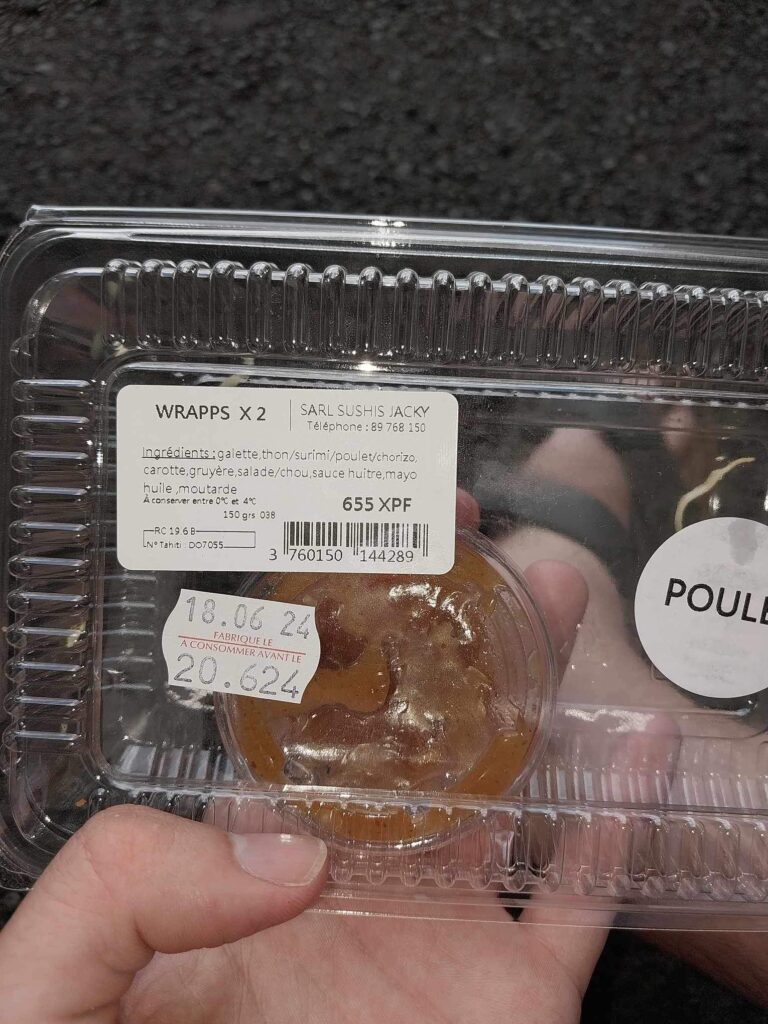 WRAPPS X 2
SARL SUSHIS JACKY
Téléphone : 89 768 150
Ingrédients : galette,thon/surimi/poulet/chorizo,
carotte,gruyère,salade/chou,sauce huitre,mayo
huile ,moutarde
À conserver entre 0°C et 4°C
150 grs 038
655 XPF
RC 19.6 B
N° Tahiti : DO7055
3 760150 144289
18.06 24
FABRIQUE LE
A CONSOMMER AVANT LE
20.624
POULE